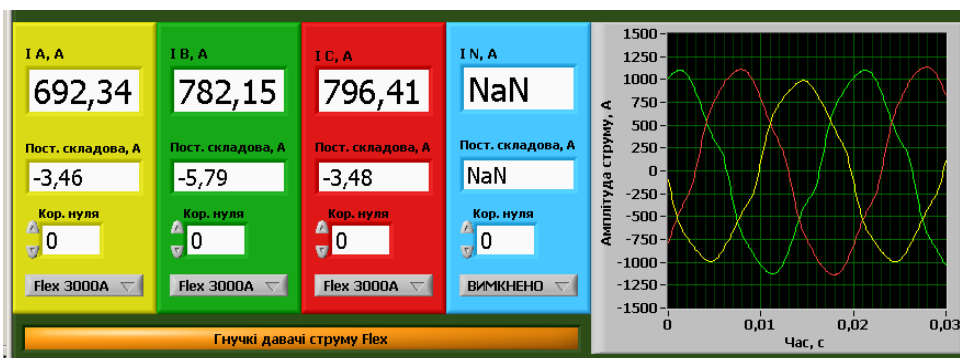 I A, A
692,34
Пост. складова, А
-3,46
Кор. нуля
0
Flex 3000A
I B, A
782,15
Пост. складова, А
-5,79
Кор. нуля
0
Flex 3000A
I C, A
796,41
Пост. складова, А
-3,48
Кор. нуля
0
Flex 3000A
I N, A
NaN
Пост. складова, А
NaN
Кор. нуля
0
ВИМКНЕНО
Гнучкі давачі струму Flex
Амплітуда струму, А
1500
1250
1000
750
500
250
0
-250
-500
-750
-1000
-1250
-1500
0 0,01 0,02 0,03
Час, с